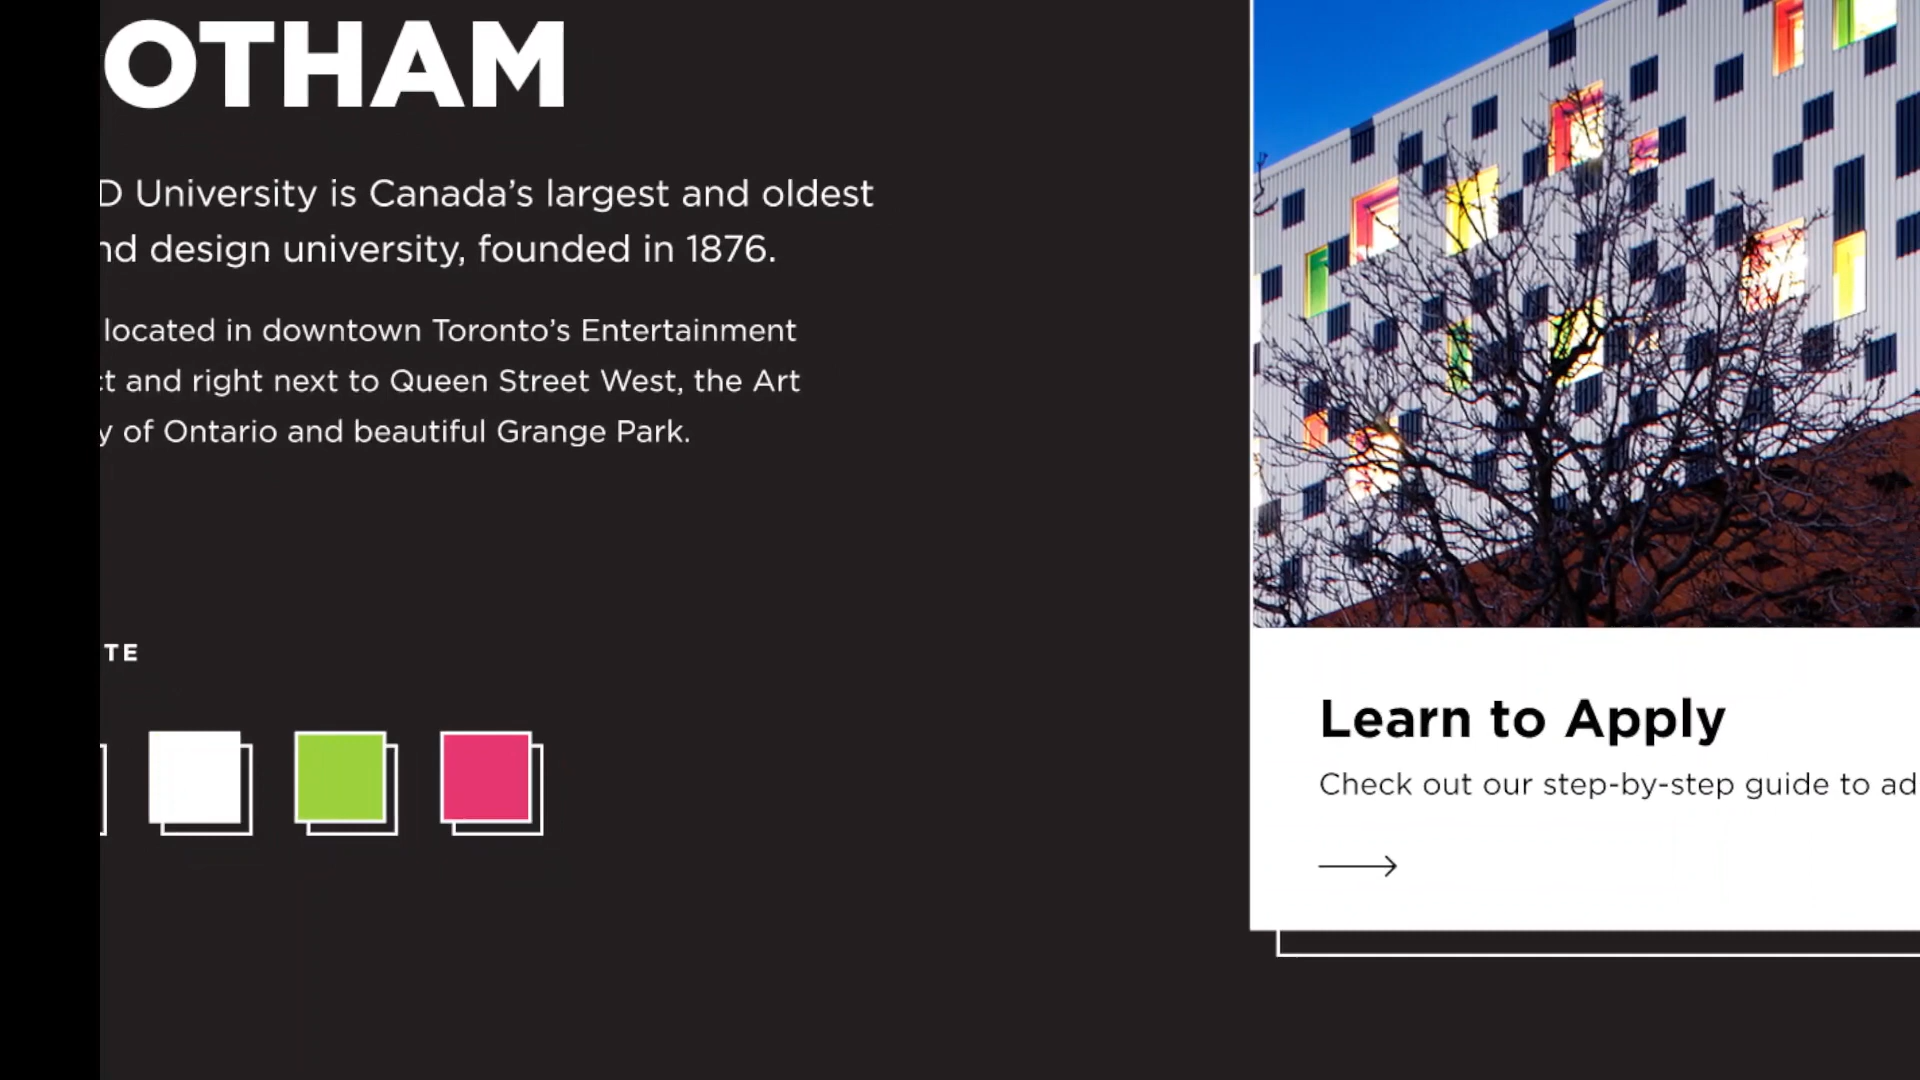 OTHAM
D University is Canada’s largest and oldest
nd design university, founded in 1876.
located in downtown Toronto’s Entertainment
ct and right next to Queen Street West, the Art
y of Ontario and beautiful Grange Park.
TE
Learn to Apply
Check out our step-by-step guide to ad